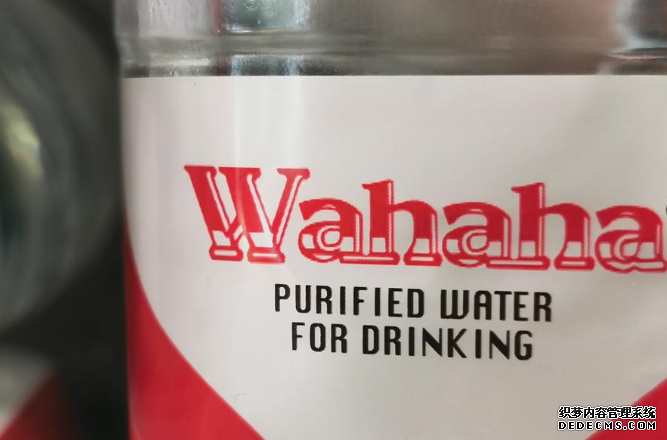 Wahaha
PURIFIED WATER
FOR DRINKING
织梦内容管理系统
DEDECMS.COM